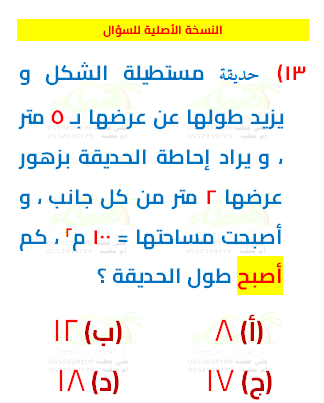 النسخة الأصلية للسؤال
١٣) حديقة مستطيلة الشكل و
يزيد طولها عن عرضها بـ ٥ متر
، و يراد إحاطة الحديقة بزهور
عرضها ٢ متر من كل جانب ، و
أصبحت مساحتها = ١٠٠ م٢ ، كم
أصبح طول الحديقة ؟
(أ) ٨ (ب) ١٢
(ج) ١٧ (د) ١٨